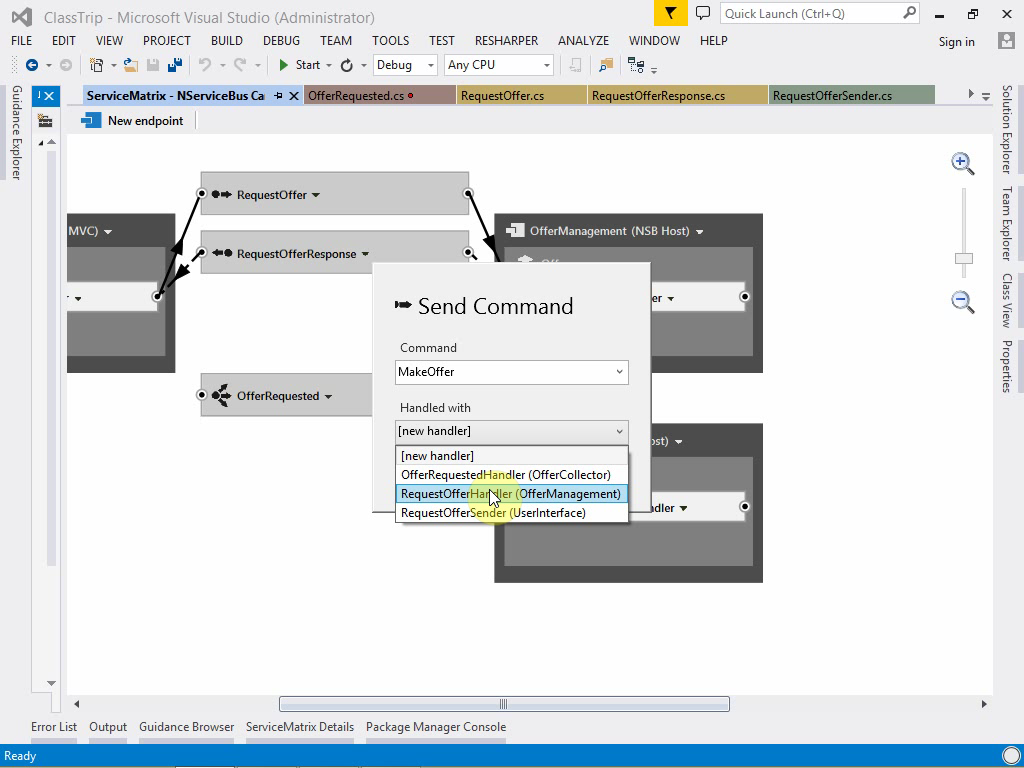 ClassTrip - Microsoft Visual Studio (Administrator)
Quick Launch (Ctrl+Q)
FILE EDIT VIEW PROJECT BUILD DEBUG TEAM TOOLS TEST RESHARPER ANALYZE WINDOW HELP
Sign in
Start Debug Any CPU
ServiceMatrix - NServiceBus Ca OfferRequested.cs RequestOffer.cs RequestOfferResponse.cs RequestOfferSender.cs
New endpoint
Guidance Explorer
Solution Explorer
Team Explorer
Class View
Properties
RequestOffer
MVC)
OfferManagement (NSB Host)
RequestOfferResponse
er
OfferRequested
ost)
dler
Send Command
Command
MakeOffer
Handled with
[new handler]
[new handler]
OfferRequestedHandler (OfferCollector)
RequestOfferHandler (OfferManagement)
RequestOfferSender (UserInterface)
Error List Output Guidance Browser ServiceMatrix Details Package Manager Console
Ready